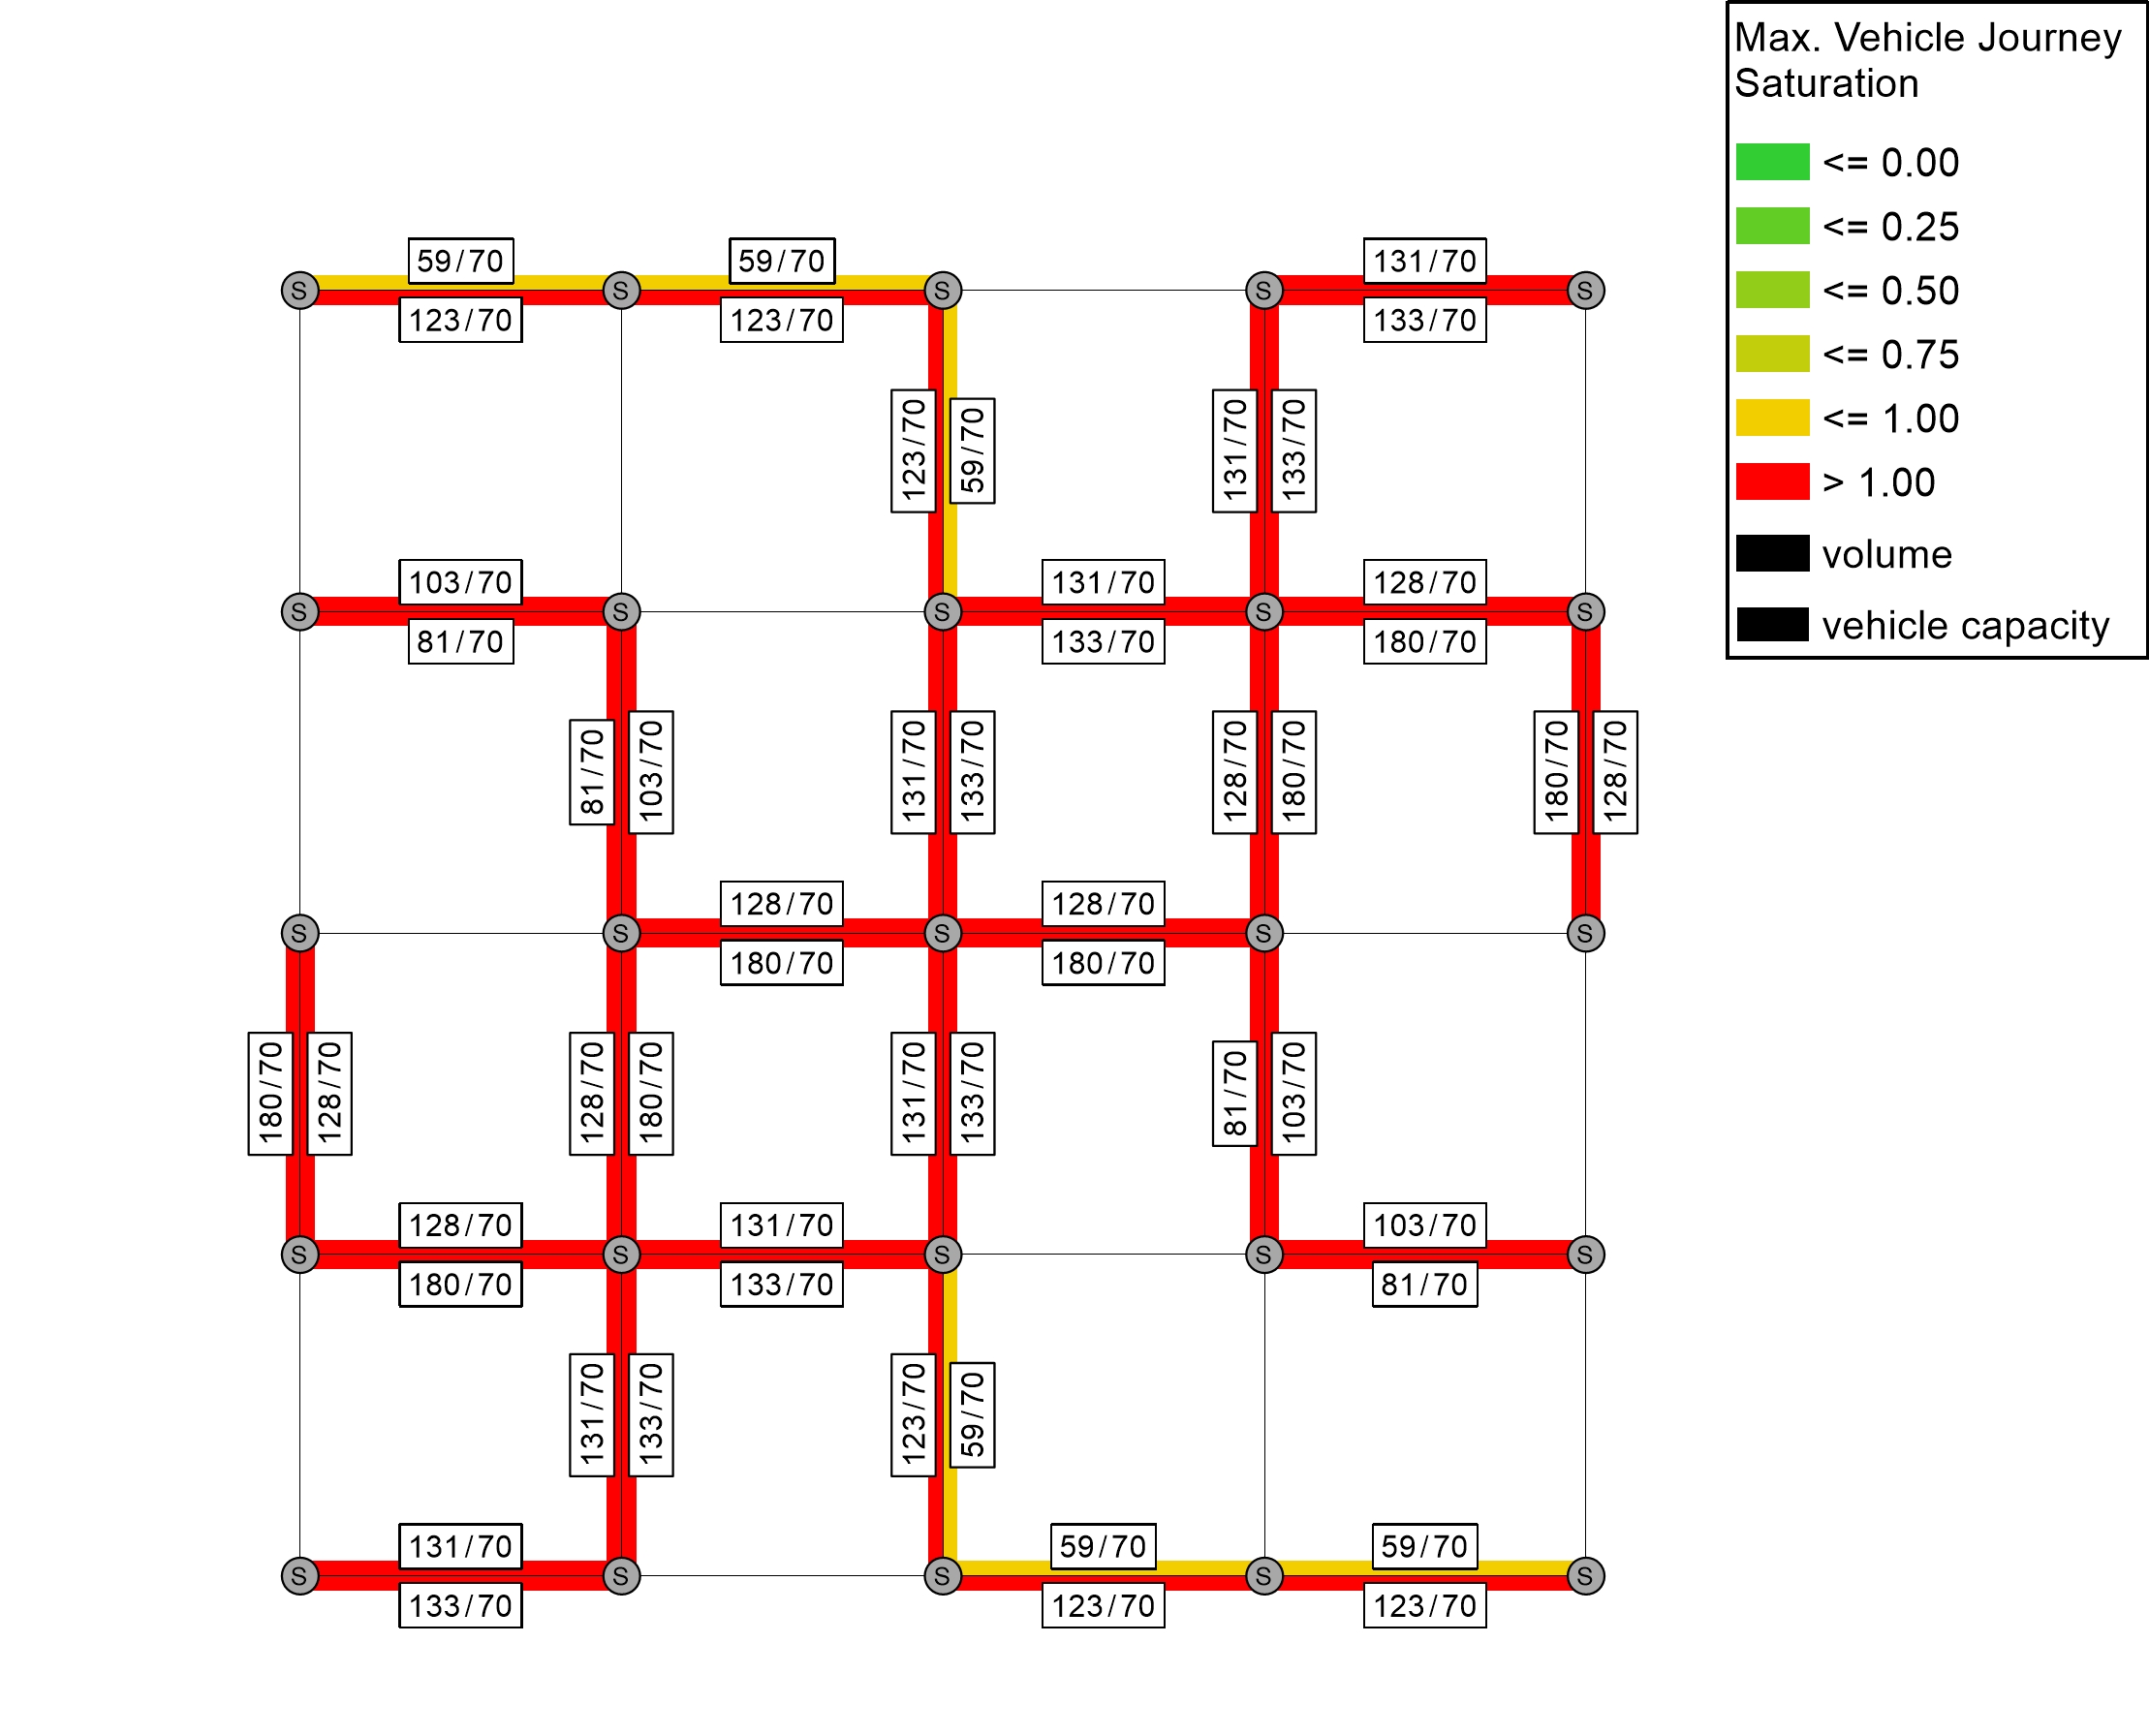 Max. Vehicle Journey
Saturation
<= 0.00
<= 0.25
<= 0.50
<= 0.75
<= 1.00
> 1.00
volume
vehicle capacity
59/70
59/70
131/70
S
S
S
S
S
123/70
123/70
133/70
123/70
59/70
131/70
133/70
103/70
131/70
128/70
S
S
S
S
S
81/70
133/70
180/70
81/70
103/70
131/70
133/70
128/70
180/70
180/70
128/70
128/70
128/70
S
S
S
S
S
180/70
180/70
180/70
128/70
128/70
180/70
131/70
133/70
81/70
103/70
128/70
131/70
103/70
S
S
S
S
S
180/70
133/70
81/70
131/70
133/70
123/70
59/70
131/70
59/70
59/70
S
S
S
S
S
133/70
123/70
123/70